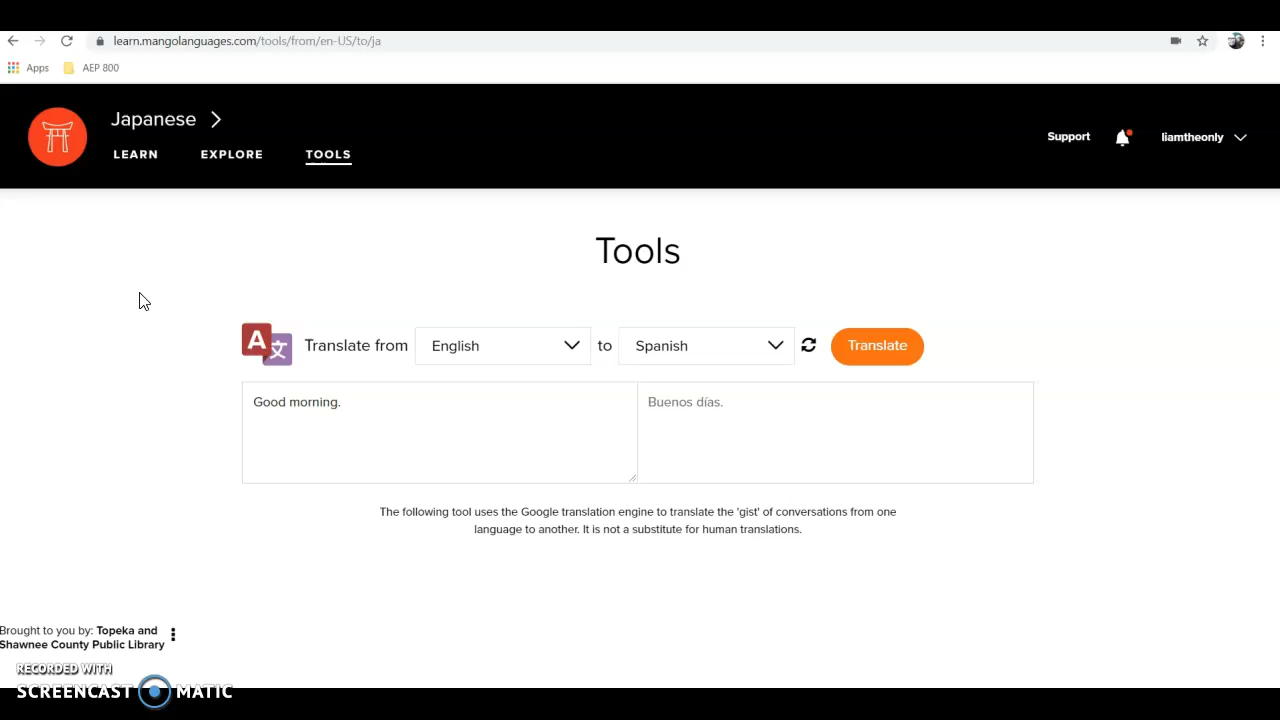 learn.mangolanguages.com/tools/from/en-US/to/ja
Apps AEP 800
Japanese
LEARN EXPLORE TOOLS
Support liamtheonly
Tools
A 文 Translate from English to Spanish Translate
Good morning. Buenos días.
The following tool uses the Google translation engine to translate the 'gist' of conversations from one
language to another. It is not a substitute for human translations.
Brought to you by: Topeka and
Shawnee County Public Library
RECORDED WITH
SCREENCAST MATIC